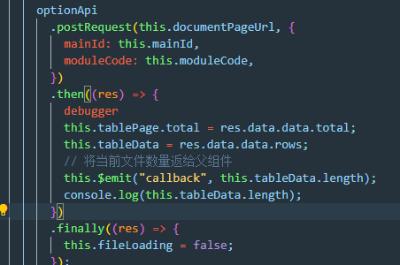 optionApi
.postRequest(this.documentPageUrl, {
mainId: this.mainId,
moduleCode: this.moduleCode,
})
.then((res) => {
debugger
this.tablePage.total = res.data.data.total;
this.tableData = res.data.data.rows;
// 将当前文件数量返给父组件
this.$emit("callback", this.tableData.length);
console.log(this.tableData.length);
})
.finally((res) => {
this.fileLoading = false;
});